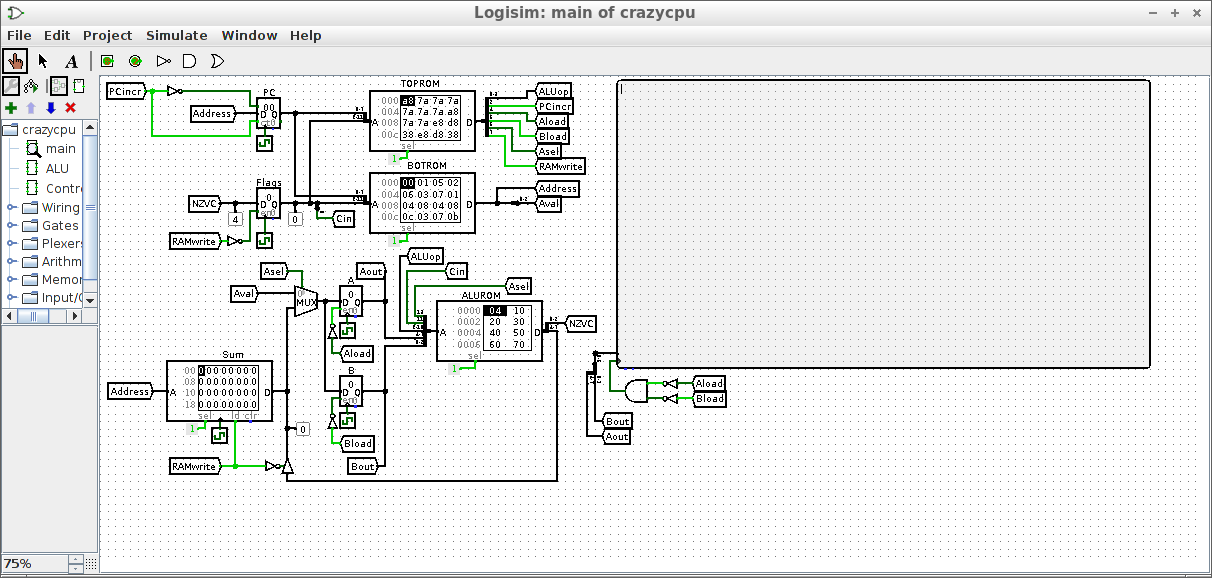 Logisim: main of crazycpu
File Edit Project Simulate Window Help
A
crazycpu
main
ALU
Contr
Wiring
Gates
Plexers
Arithm
Memor
Input/
75%
PCincr
PC
Address
TOPROM
000 a8 7a 7a 7a
004 7a 7a 7a a8
008 7a 7a e8 d8
00c 38 e8 d8 38
A
D
sel
1
ALUop
PCincr
Aload
Bload
Asel
RAMwrite
BOTROM
000 00 01 05 02
004 06 03 07 01
008 04 08 04 08
00c 0c 03 07 0b
A
D
sel
1
Address
Aval
Flags
NZVC
4
0
Cin
RAMwrite
ALUop
Asel
Aout
Cin
Asel
Aval
MUX
A
ALUROM
0000 04 10
0002 20 30
0004 40 50
0006 60 70
A
D
sel
1
NZVC
Aload
Sum
00 00000000
08 00000000
10 00000000
18 00000000
Address
A
D
sel
ld
clr
1
B
0
Bload
RAMwrite
Bout
Aload
Bload
Bout
Aout